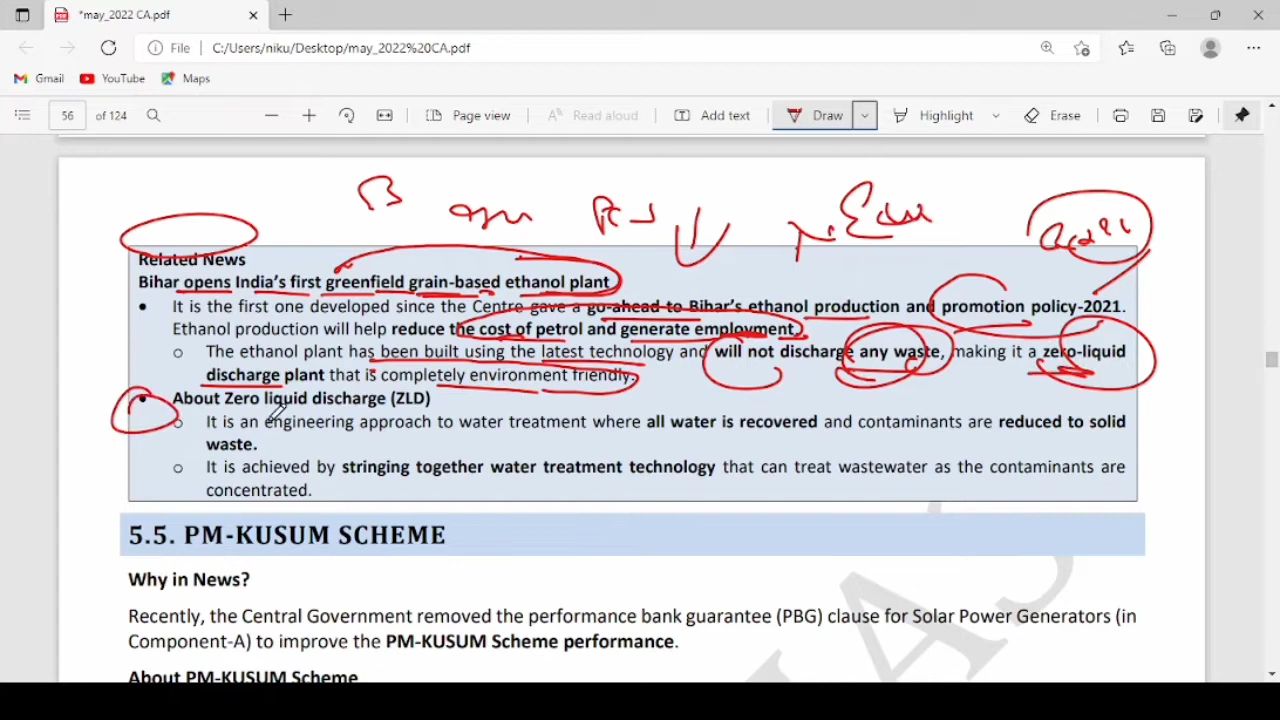 *may_2022 CA.pdf
File C:/Users/niku/Desktop/may_2022%20CA.pdf
Gmail YouTube Maps
56 of 124 Page view Read aloud Add text Draw Highlight Erase
Related News
Bihar opens India's first greenfield grain-based ethanol plant
• It is the first one developed since the Centre gave a go-ahead to Bihar's ethanol production and promotion policy-2021.
Ethanol production will help reduce the cost of petrol and generate employment.
o The ethanol plant has been built using the latest technology and will not discharge any waste, making it a zero-liquid
discharge plant that is completely environment friendly.
• About Zero liquid discharge (ZLD)
o It is an engineering approach to water treatment where all water is recovered and contaminants are reduced to solid
waste.
o It is achieved by stringing together water treatment technology that can treat wastewater as the contaminants are
concentrated.
5.5. PM-KUSUM SCHEME
Why in News?
Recently, the Central Government removed the performance bank guarantee (PBG) clause for Solar Power Generators (in
Component-A) to improve the PM-KUSUM Scheme performance.
About PM-KUSUM Scheme